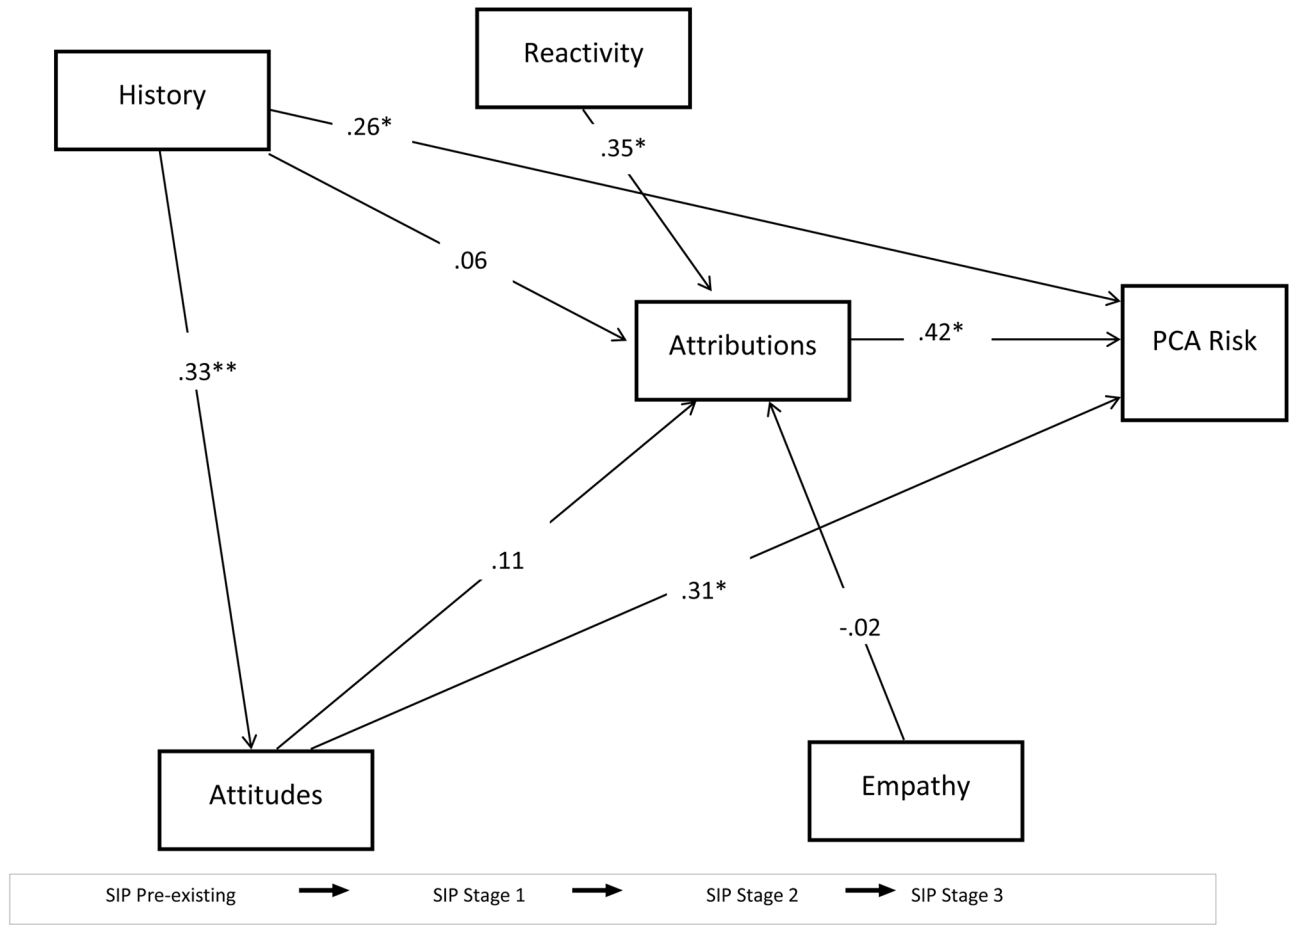 Reactivity
History
.26*
.35*
.06
Attributions
.42*
PCA Risk
.33**
.11
.31*
-.02
Attitudes
Empathy
SIP Pre-existing SIP Stage 1 SIP Stage 2 SIP Stage 3